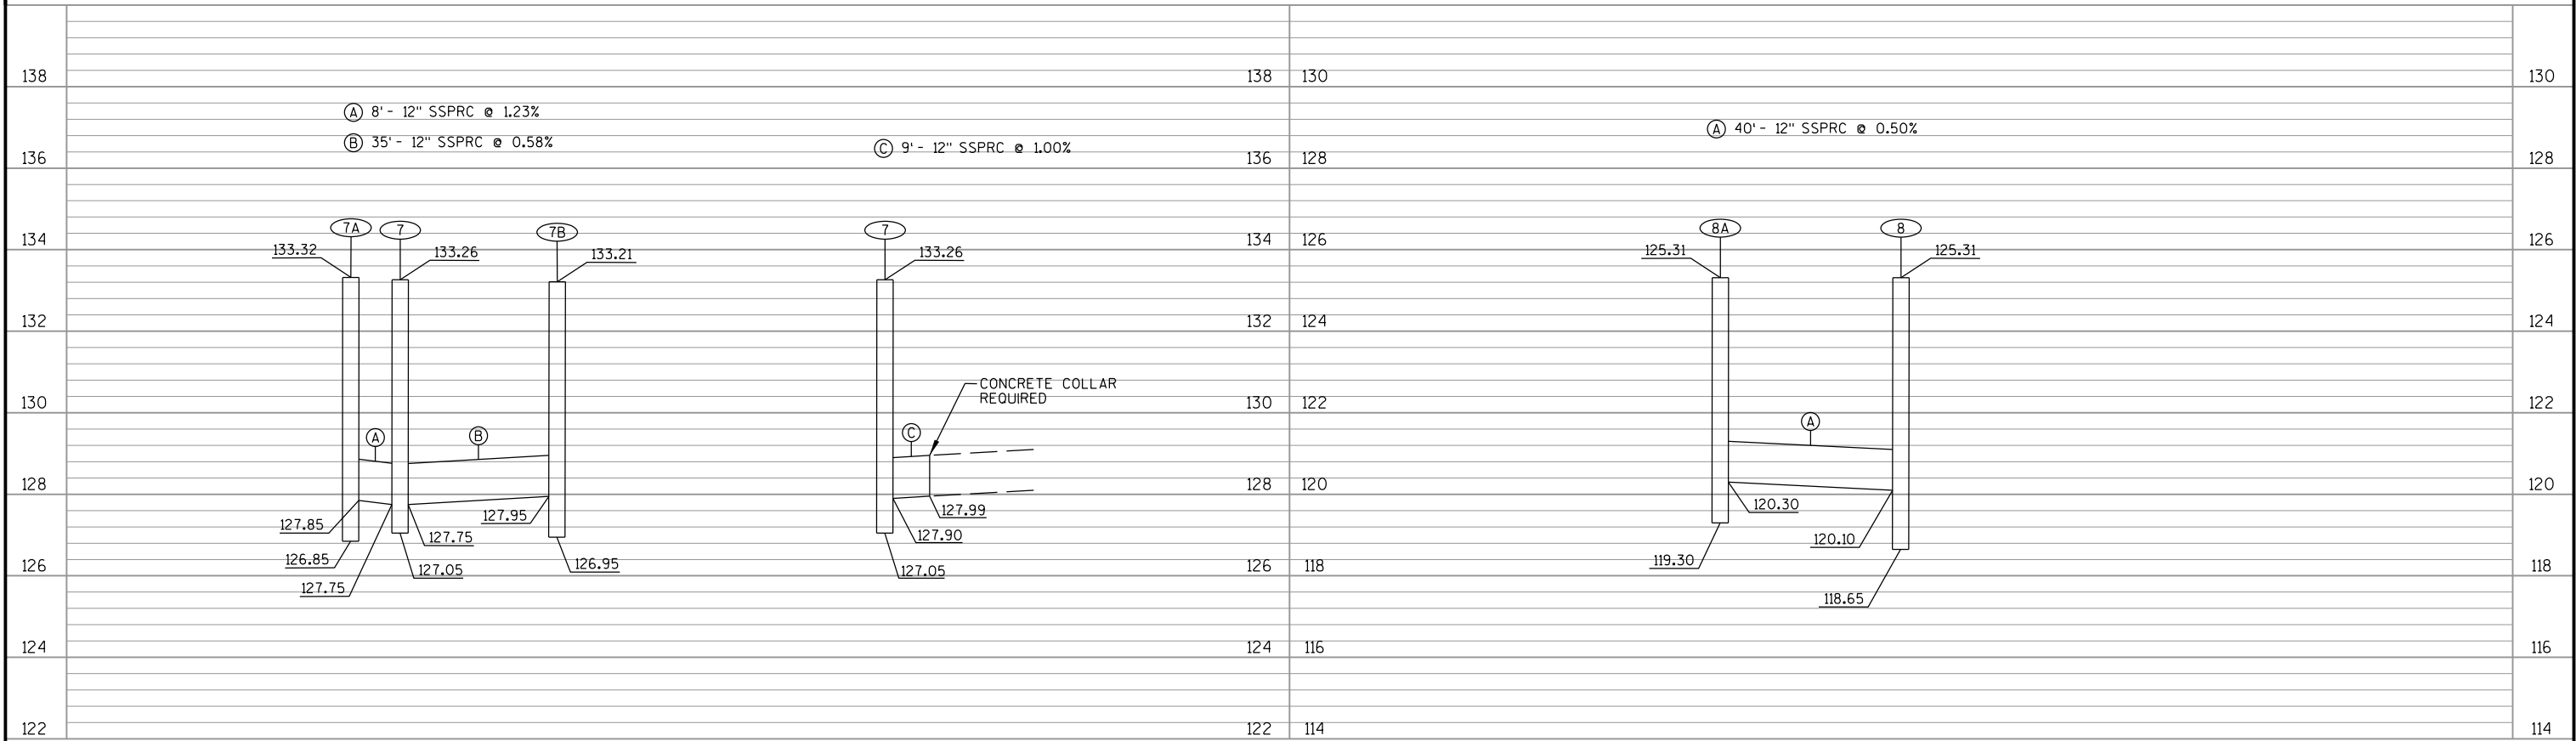 138 138 130 130
Ⓐ 8' - 12" SSPRC @ 1.23%
Ⓑ 35' - 12" SSPRC @ 0.58%
Ⓒ 9' - 12" SSPRC @ 1.00%
Ⓐ 40' - 12" SSPRC @ 0.50%
136 136 128 128
7A 7 7B 7 8A 8
134 134 126 126
133.32 133.26 133.21 133.26 125.31 125.31
132 132 124 124
CONCRETE COLLAR
REQUIRED
130 130 122 122
A B C A
128 128 120 120
127.85 127.95 127.99 120.30
127.75 127.90 120.10
126.85 126.95 119.30
126 127.05 127.05 126 118 118
127.75 118.65
124 124 116 116
122 122 114 114